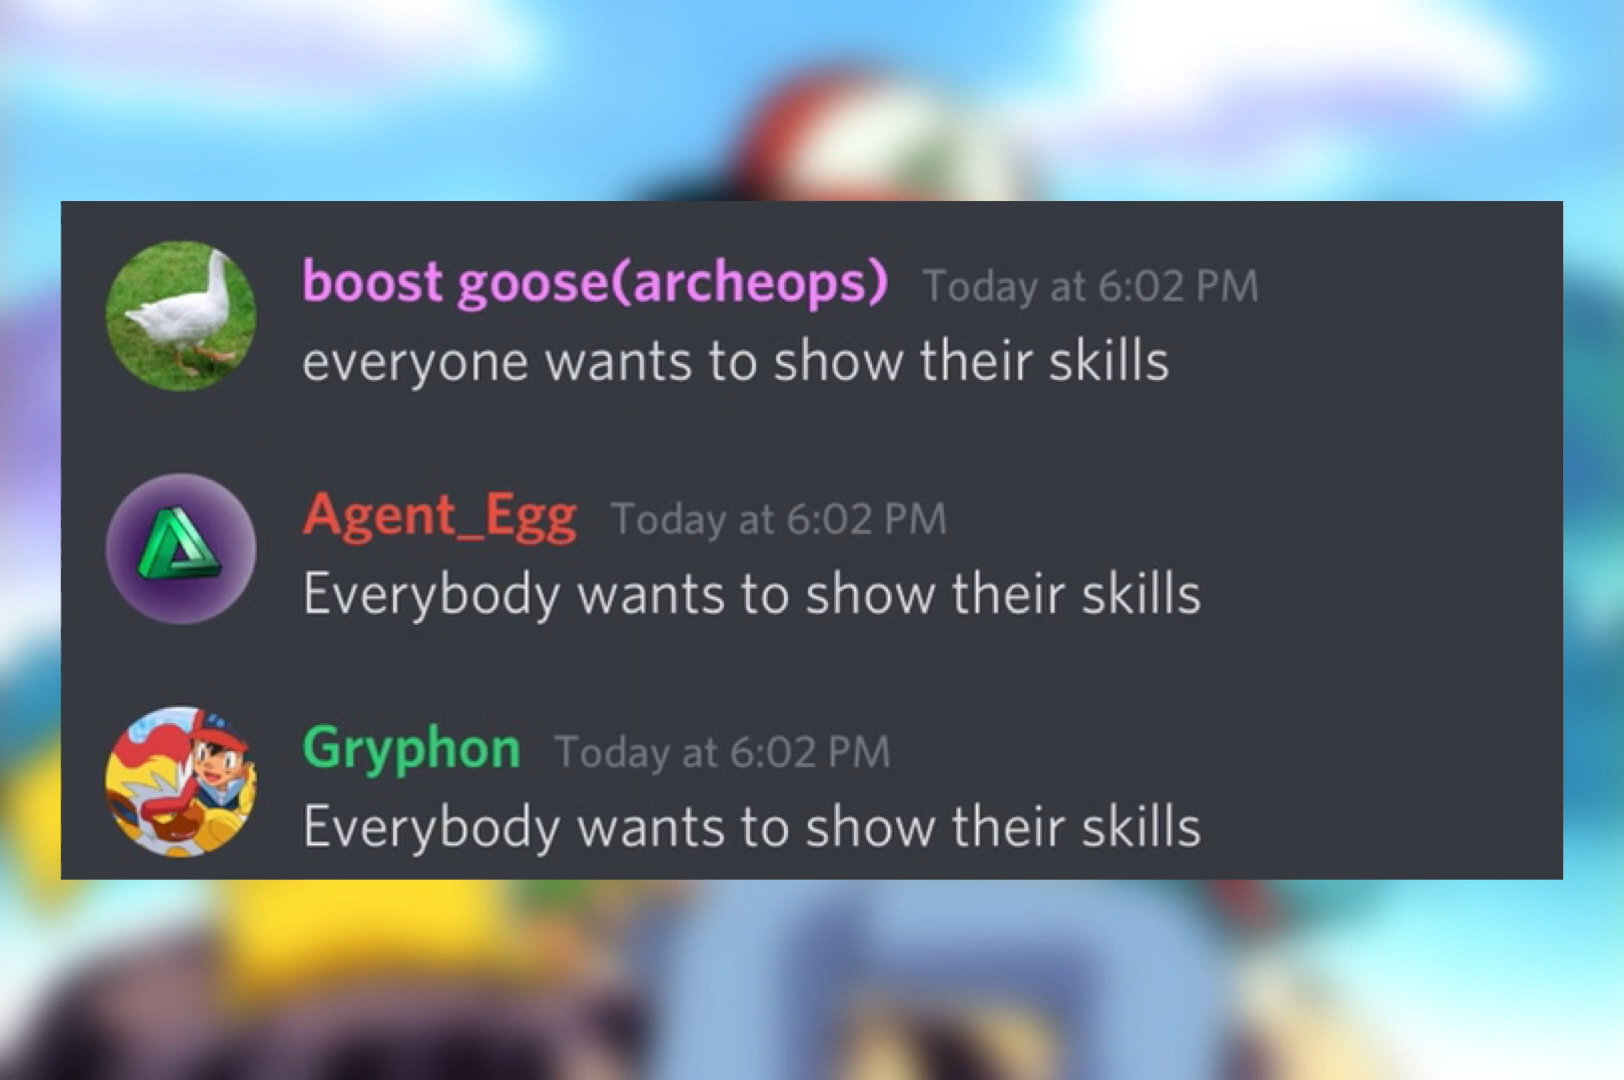 boost goose(archeops) Today at 6:02 PM
everyone wants to show their skills
Agent_Egg Today at 6:02 PM
Everybody wants to show their skills
Gryphon Today at 6:02 PM
Everybody wants to show their skills